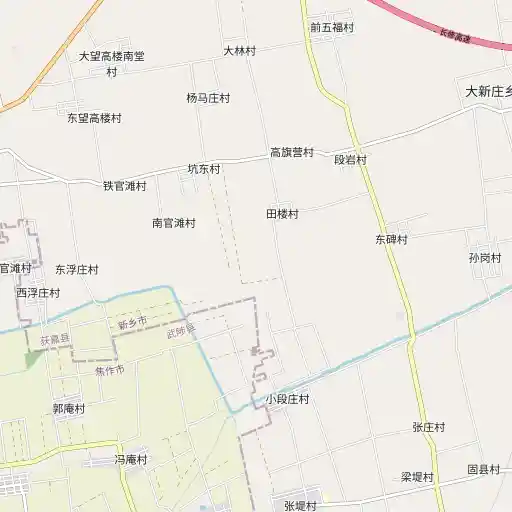 前五福村
长修高速
大林村
大望高楼南堂
村
大新庄乡
杨马庄村
东望高楼村
高旗营村
段岩村
坑东村
铁官滩村
田楼村
南官滩村
东碑村
孙岗村
官滩村
东浮庄村
西浮庄村
新乡市
武陟县
获嘉县
焦作市
小段庄村
郭庵村
张庄村
冯庵村
固县村
梁堤村
张堤村